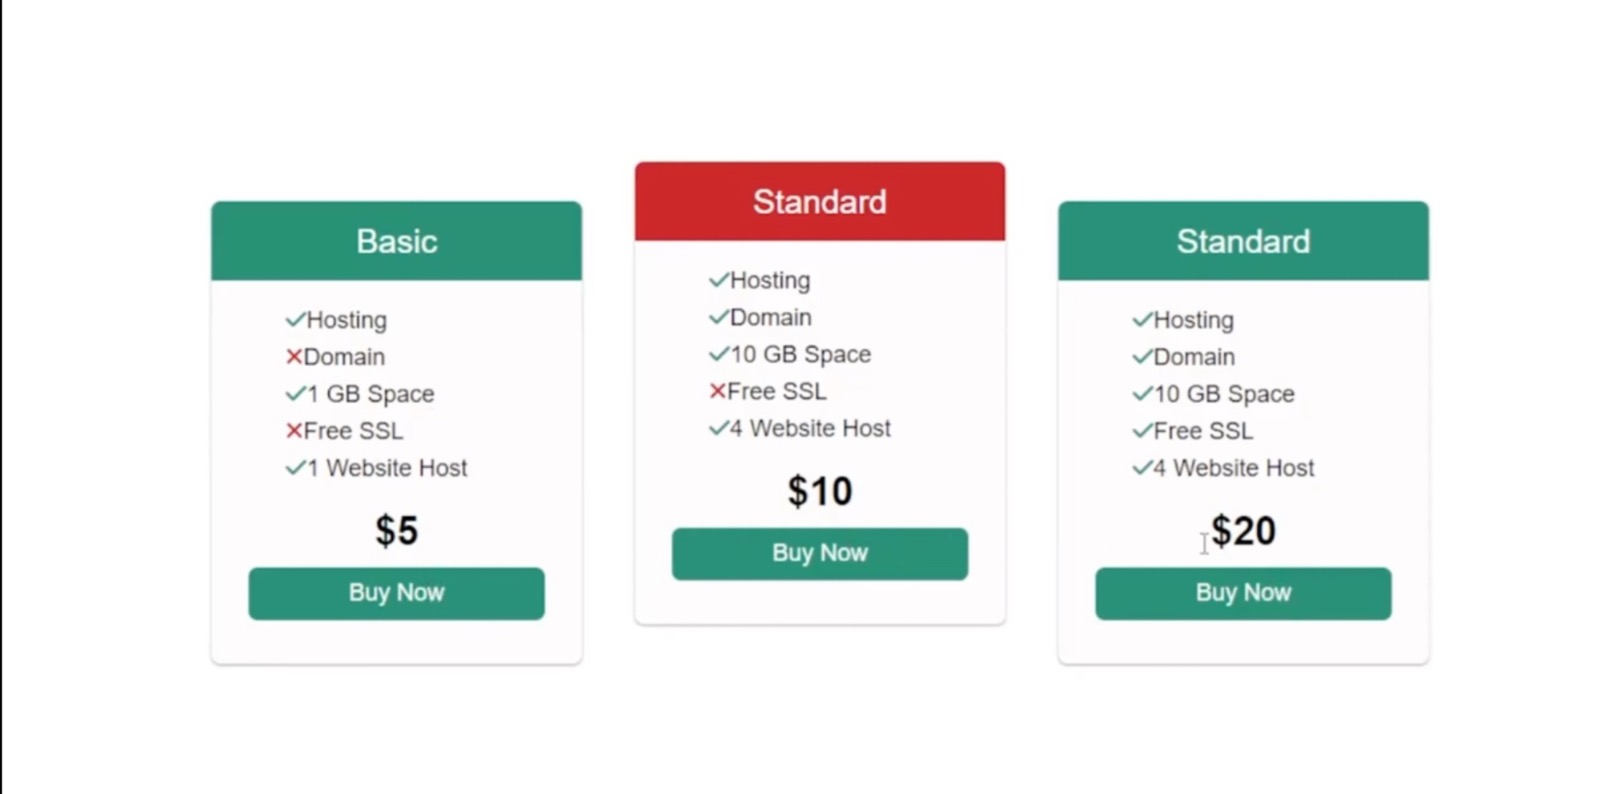 Basic
✓Hosting
✕Domain
✓1 GB Space
✕Free SSL
✓1 Website Host
$5
Buy Now
Standard
✓Hosting
✓Domain
✓10 GB Space
✕Free SSL
✓4 Website Host
$10
Buy Now
Standard
✓Hosting
✓Domain
✓10 GB Space
✓Free SSL
✓4 Website Host
$20
Buy Now